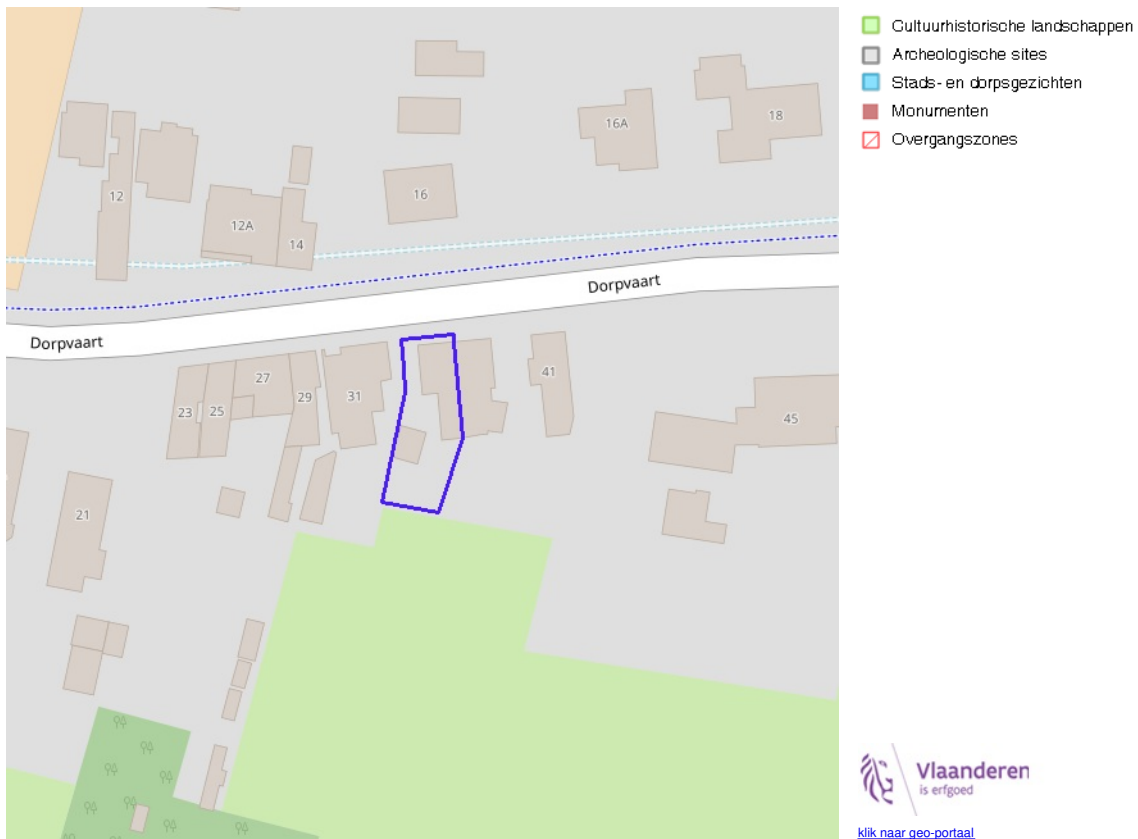 16A
18
12
16
12A
14
Dorpvaart
Dorpvaart
27
41
31
29
23
25
45
21
Cultuurhistorische landschappen
Archeologische sites
Stads- en dorpsgezichten
Monumenten
Overgangszones
Vlaanderen
is erfgoed
klik naar geo-portaal